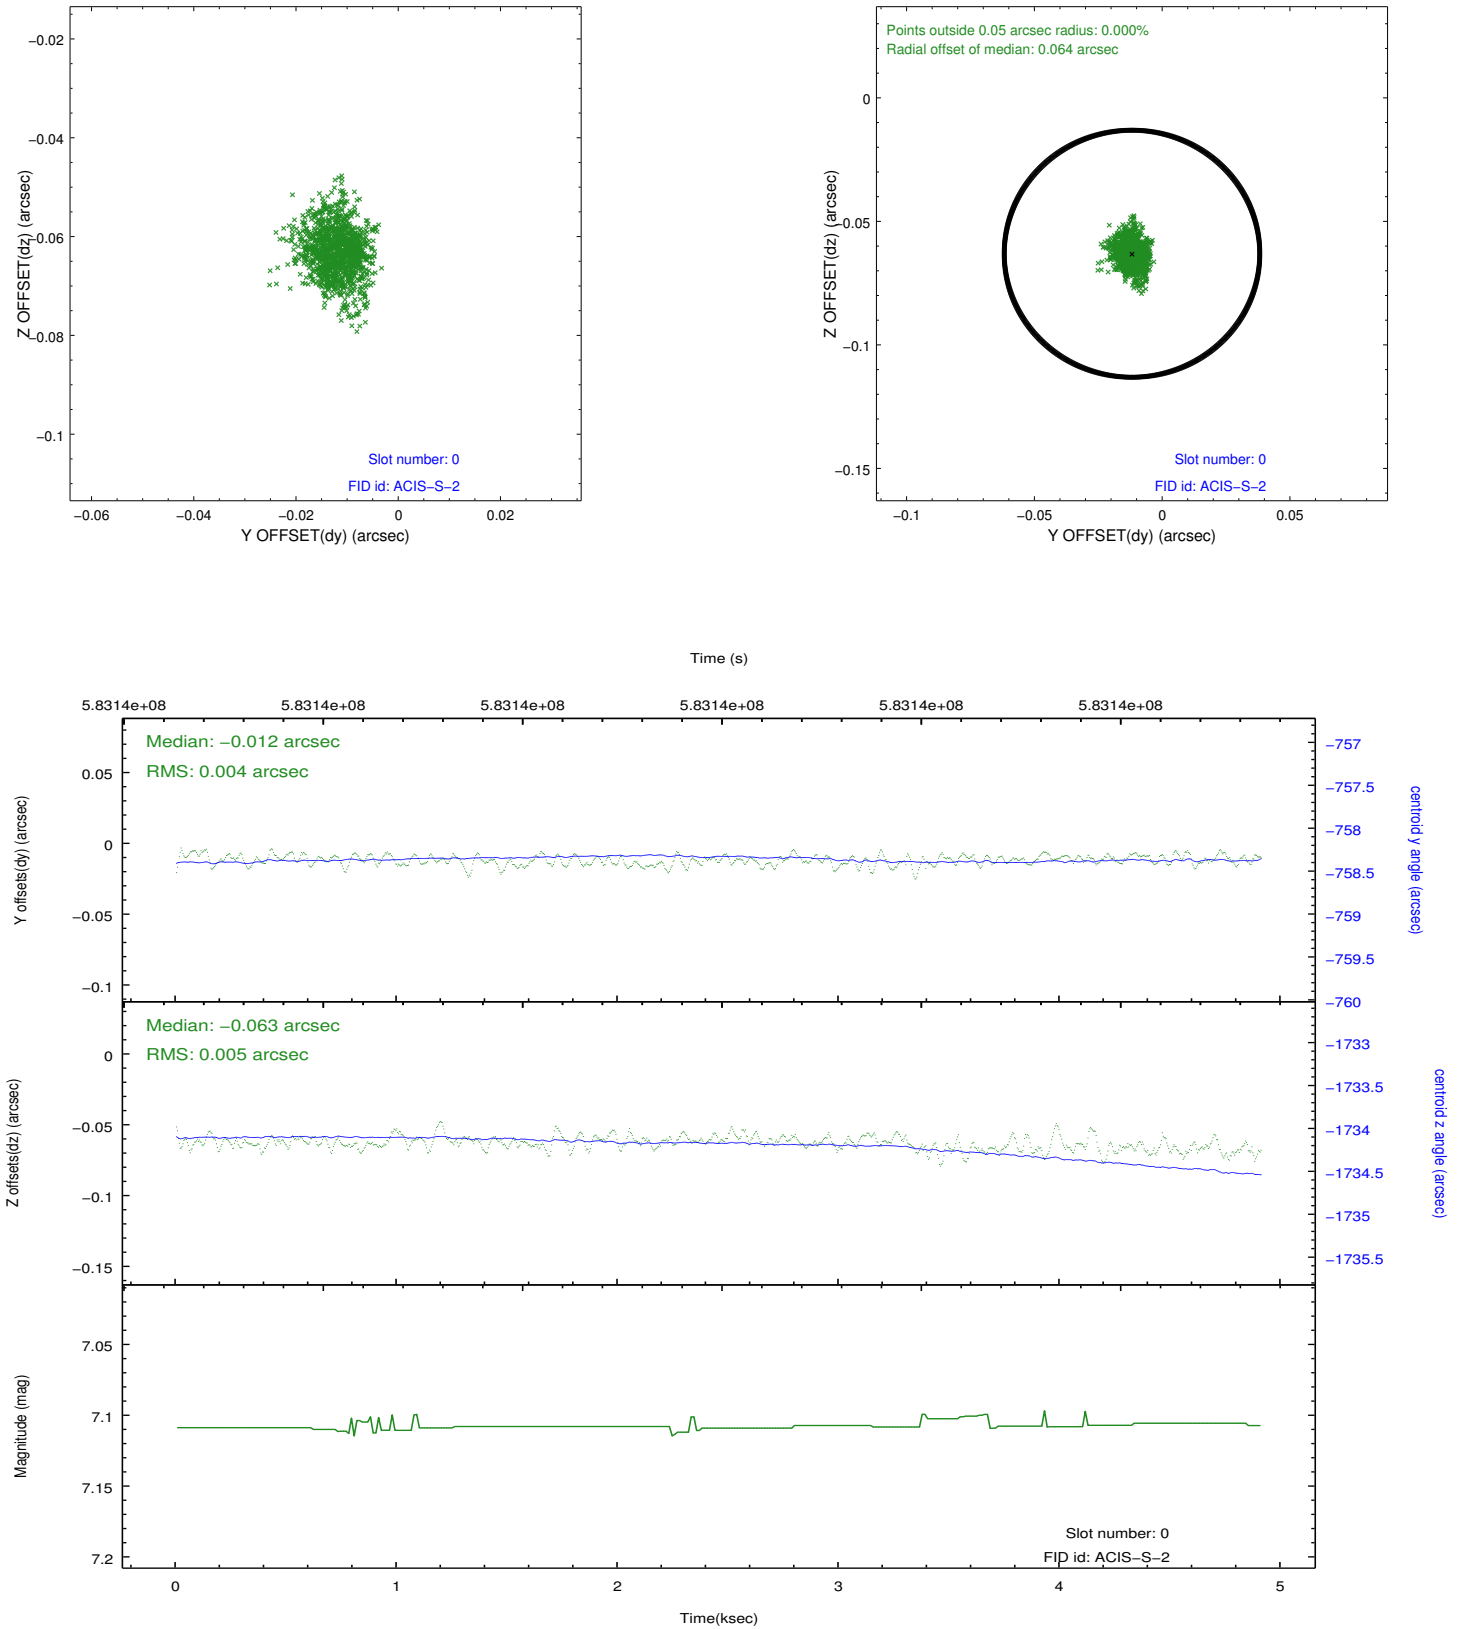 −0.02
−0.04
−0.06
−0.08
−0.1
Z OFFSET(dz) (arcsec)
Slot number: 0
FID id: ACIS−S−2
−0.06
−0.04
−0.02
0
0.02
Y OFFSET(dy) (arcsec)
Points outside 0.05 arcsec radius: 0.000%
Radial offset of median: 0.064 arcsec
0
−0.05
−0.1
−0.15
Z OFFSET(dz) (arcsec)
Slot number: 0
FID id: ACIS−S−2
−0.1
−0.05
0
0.05
Y OFFSET(dy) (arcsec)
Time (s)
5.8314e+08
5.8314e+08
5.8314e+08
5.8314e+08
5.8314e+08
5.8314e+08
Median: −0.012 arcsec
RMS: 0.004 arcsec
0.05
0
−0.05
−0.1
Y offsets(dy) (arcsec)
−757
−757.5
−758
−758.5
−759
−759.5
−760
centroid y angle (arcsec)
Median: −0.063 arcsec
RMS: 0.005 arcsec
0
−0.05
−0.1
−0.15
Z offsets(dz) (arcsec)
−1733
−1733.5
−1734
−1734.5
−1735
−1735.5
centroid z angle (arcsec)
7.05
7.1
7.15
7.2
Magnitude (mag)
Slot number: 0
FID id: ACIS−S−2
0
1
2
3
4
5
Time(ksec)